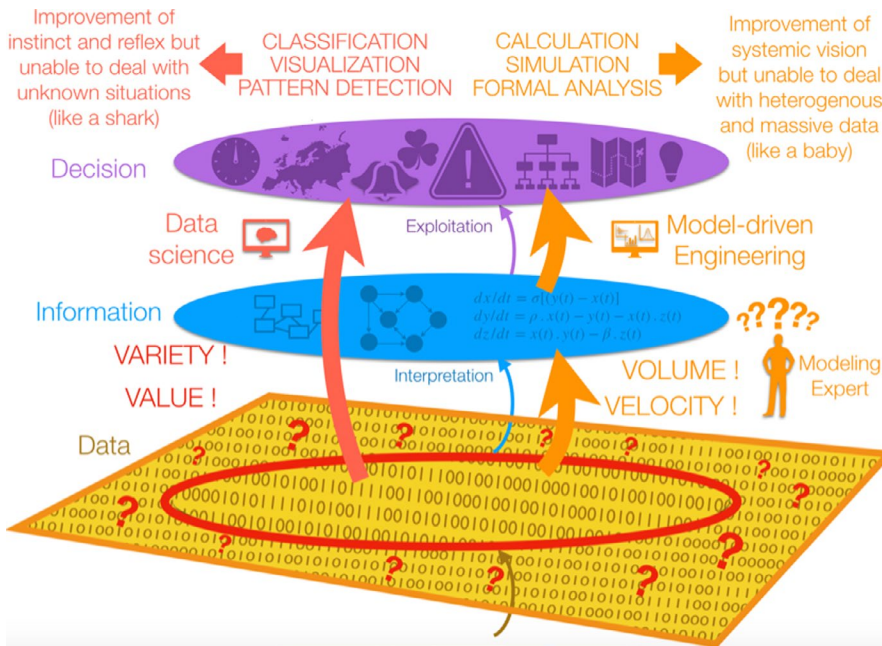 Improvement of
instinct and reflex but
unable to deal with
unknown situations
(like a shark)
CLASSIFICATION
VISUALIZATION
PATTERN DETECTION
CALCULATION
SIMULATION
FORMAL ANALYSIS
Improvement of
systemic vision
but unable to deal
with heterogenous
and massive data
(like a baby)
Decision
Data
science
Exploitation
Model-driven
Engineering
Information
dx/dt = σ[(y(t) − x(t)]
dy/dt = ρ . x(t) − y(t) − x(t) . z(t)
dz/dt = x(t) . y(t) − β . z(t)
?????
VARIETY !
VALUE !
Interpretation
VOLUME !
VELOCITY !
Modeling
Expert
Data